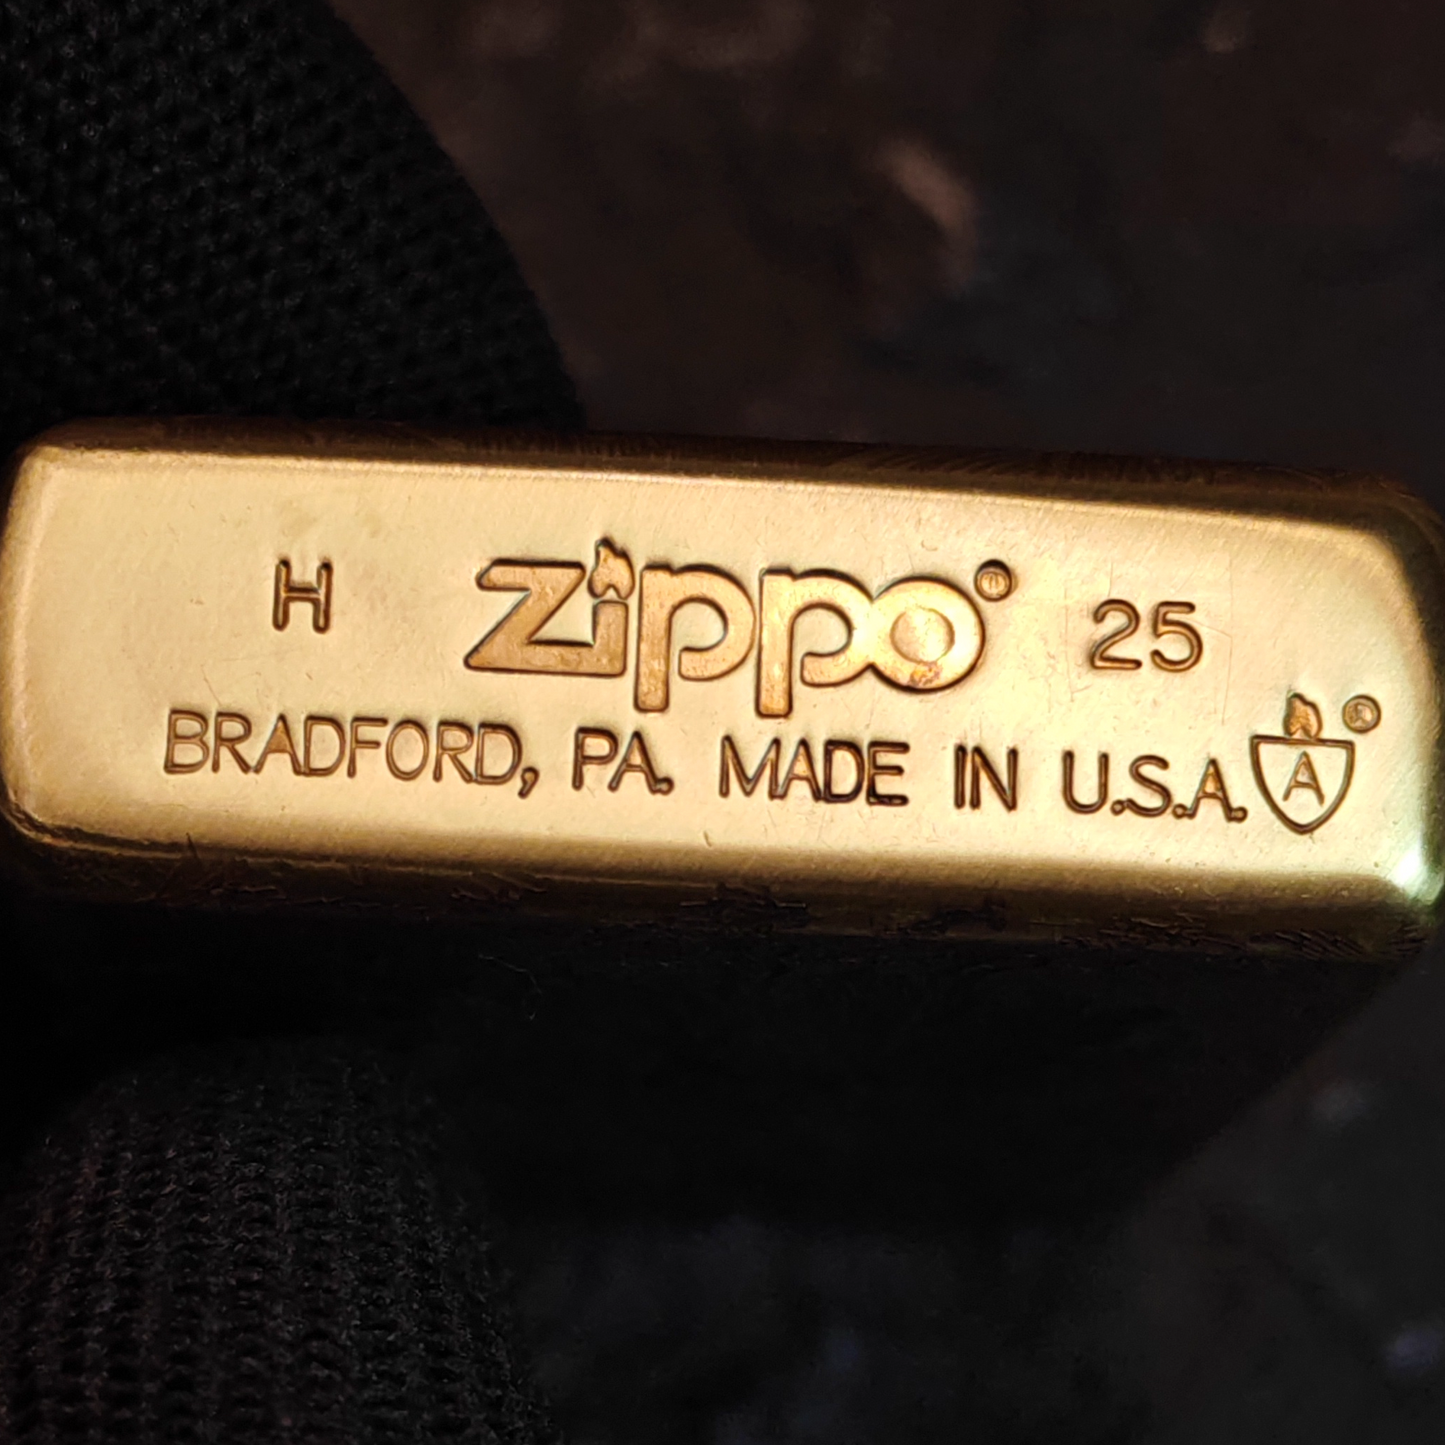 H zippo® 25
BRADFORD, PA. MADE IN U.S.A. A®